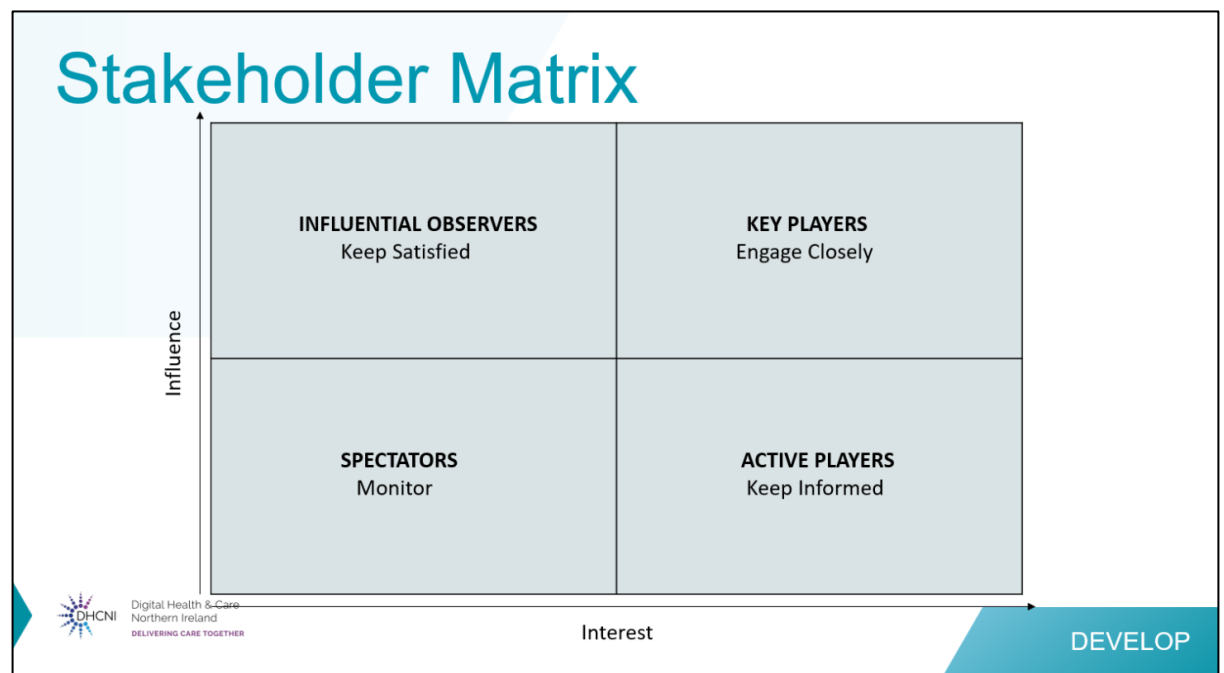 Stakeholder Matrix
INFLUENTIAL OBSERVERS
Keep Satisfied
KEY PLAYERS
Engage Closely
Influence
SPECTATORS
Monitor
ACTIVE PLAYERS
Keep Informed
DHCNI
Digital Health & Care
Northern Ireland
DELIVERING CARE TOGETHER
Interest
DEVELOP